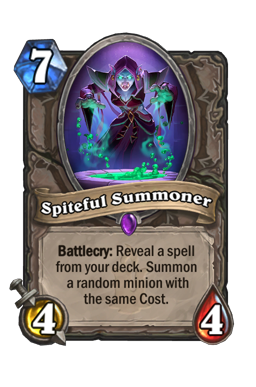 7
Spiteful Summoner
Battlecry: Reveal a spell
from your deck. Summon
a random minion with
the same Cost.
4 4